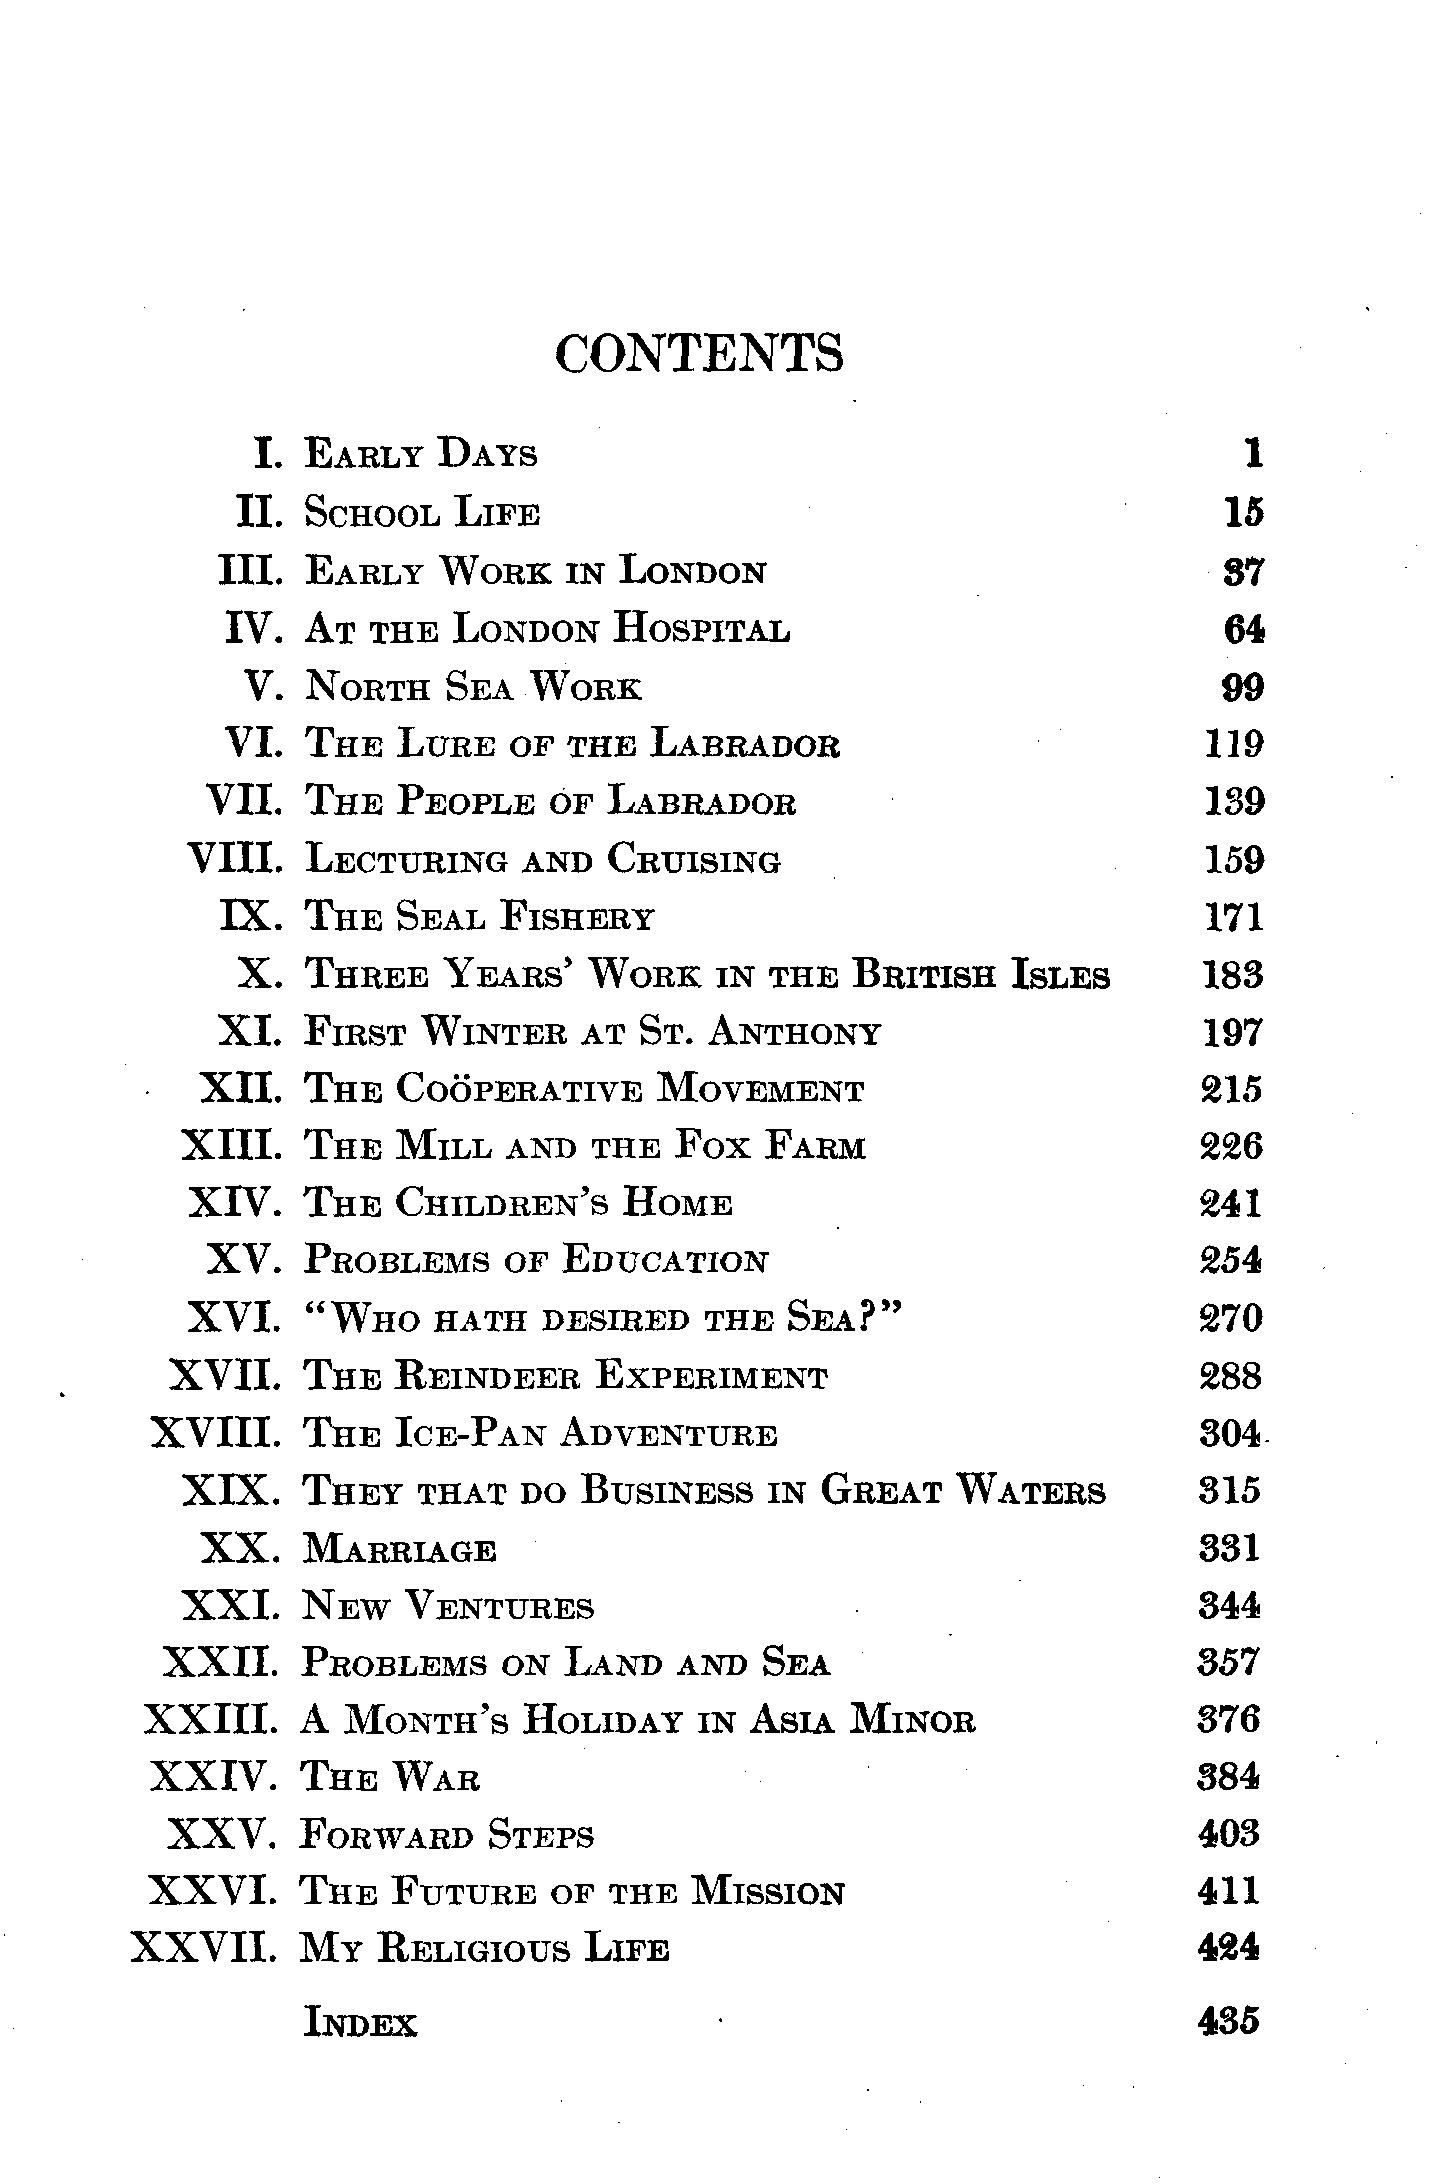 CONTENTS
I. Early Days 1
II. School Life 15
III. Early Work in London 37
IV. At the London Hospital 64
V. North Sea Work 99
VI. The Lure of the Labrador 119
VII. The People of Labrador 139
VIII. Lecturing and Cruising 159
IX. The Seal Fishery 171
X. Three Years' Work in the British Isles 183
XI. First Winter at St. Anthony 197
XII. The Coöperative Movement 215
XIII. The Mill and the Fox Farm 226
XIV. The Children's Home 241
XV. Problems of Education 254
XVI. "Who hath desired the Sea?" 270
XVII. The Reindeer Experiment 288
XVIII. The Ice-Pan Adventure 304
XIX. They that do Business in Great Waters 315
XX. Marriage 331
XXI. New Ventures 344
XXII. Problems on Land and Sea 357
XXIII. A Month's Holiday in Asia Minor 376
XXIV. The War 384
XXV. Forward Steps 403
XXVI. The Future of the Mission 411
XXVII. My Religious Life 424
Index 435